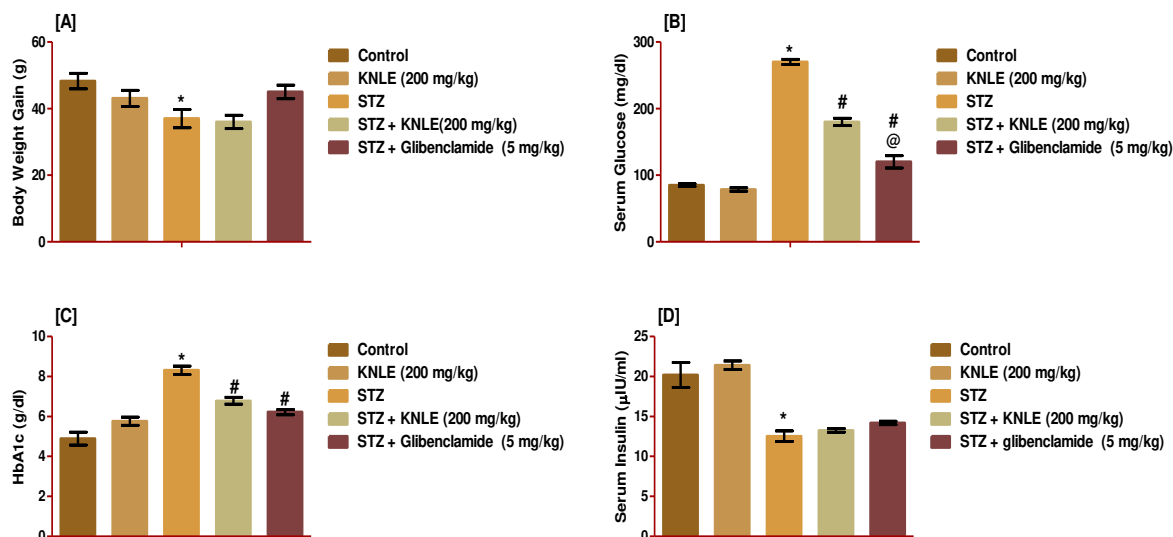 [A]
Body Weight Gain (g)
60
40
20
0
*
Control
KNLE (200 mg/kg)
STZ
STZ + KNLE(200 mg/kg)
STZ + Glibenclamide (5 mg/kg)
[B]
Serum Glucose (mg/dl)
300
200
100
0
*
#
#
@
Control
KNLE (200 mg/kg)
STZ
STZ + KNLE (200 mg/kg)
STZ + Glibenclamide (5 mg/kg)
[C]
HbA1c (g/dl)
10
8
6
4
2
0
*
#
#
Control
KNLE (200 mg/kg)
STZ
STZ + KNLE (200 mg/kg)
STZ + Glibenclamide (5 mg/kg)
[D]
Serum Insulin (µIU/ml)
25
20
15
10
5
0
*
Control
KNLE (200 mg/kg)
STZ
STZ + KNLE (200 mg/kg)
STZ + glibenclamide (5 mg/kg)